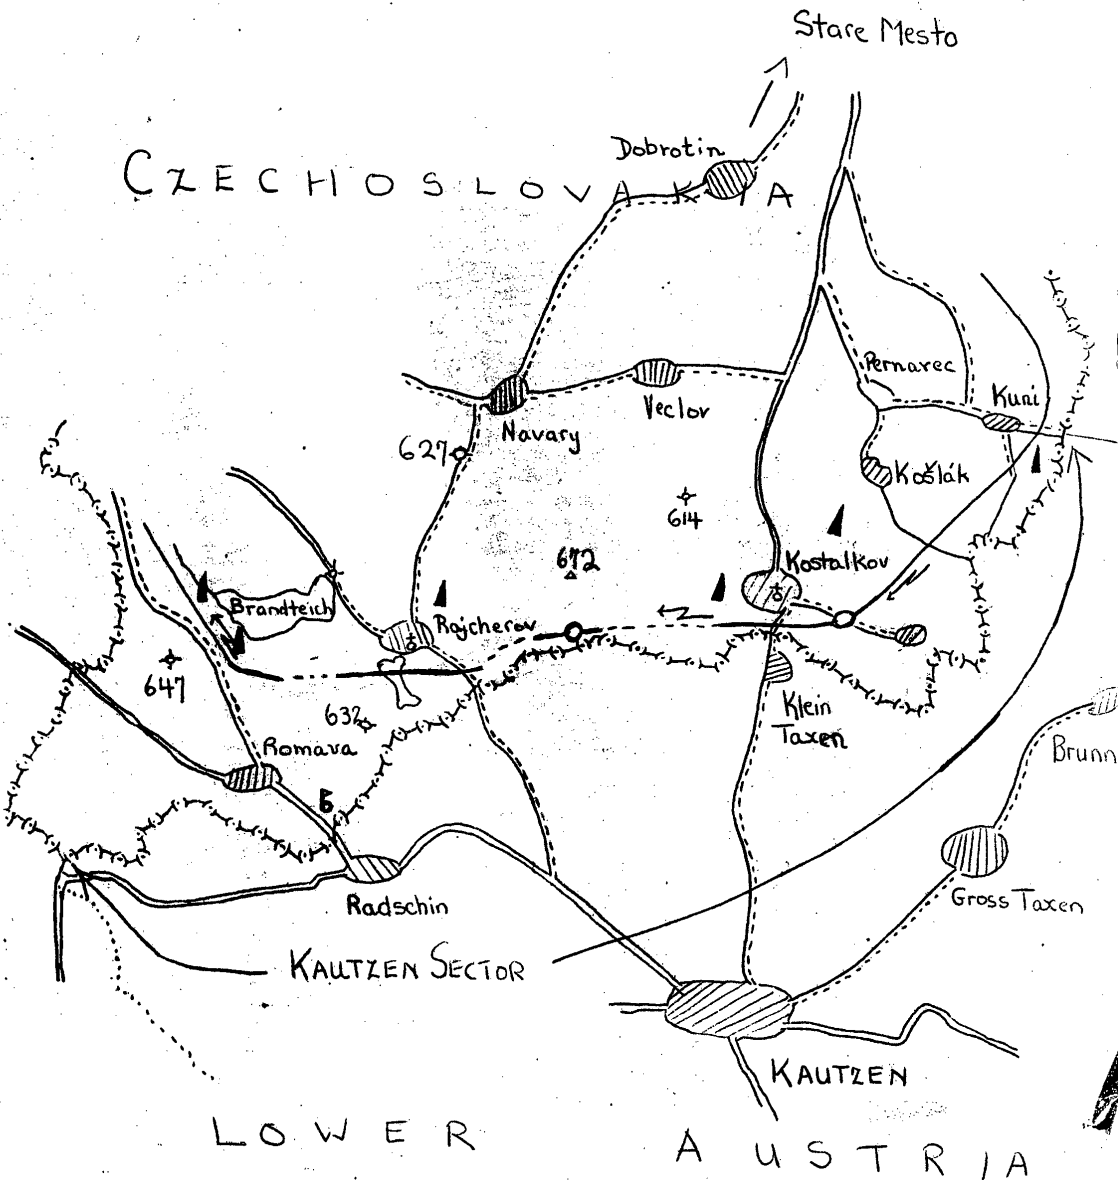 Stare Mesto
Dobrotin
CZECHOSLOVAKIA
Pernarec
Kuni
Veclov
Navary
627
Košlák
614
672
Kostalkov
Brandteich
Rajcherov
647
632
Klein
Taxen
Romava
Brunn
Radschin
Gross Taxen
KAUTZEN SECTOR
KAUTZEN
LOWER AUSTRIA